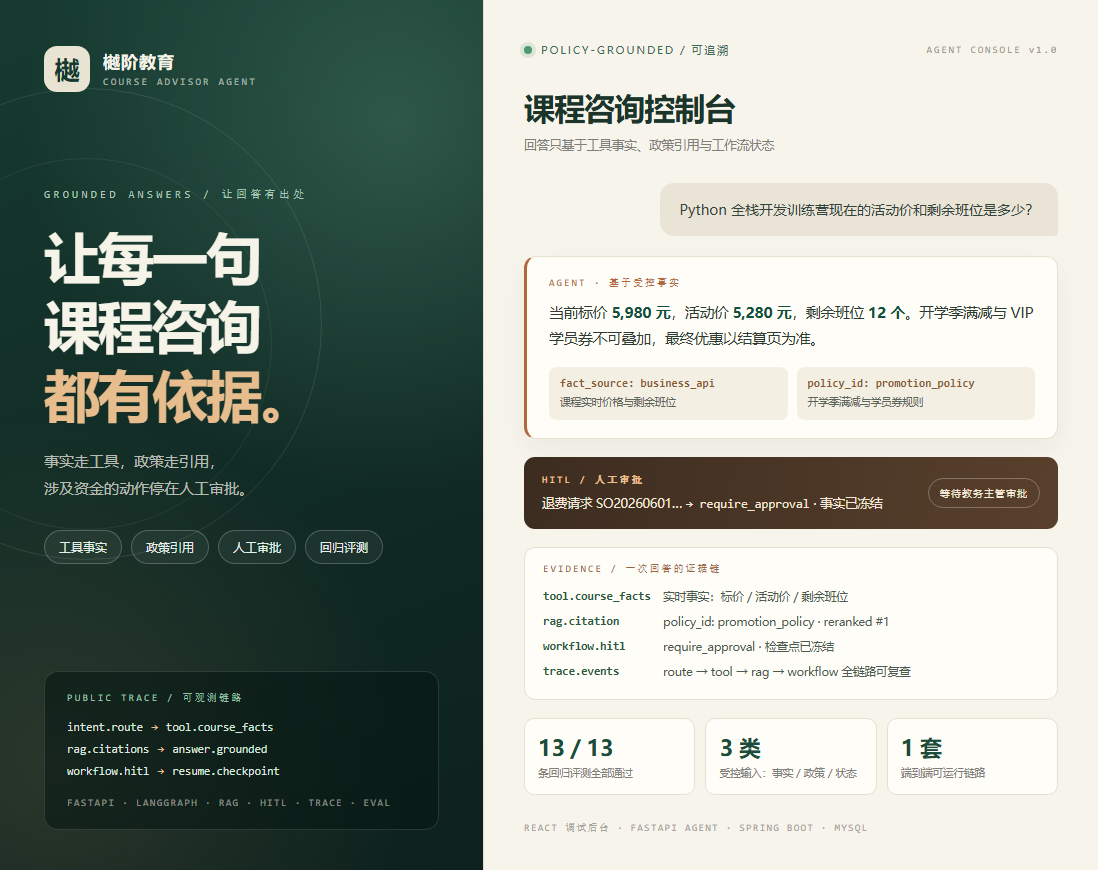 樾
樾阶教育
COURSE ADVISOR AGENT
GROUNDED ANSWERS / 让回答有出处
让每一句
课程咨询
都有依据。
事实走工具，政策走引用，
涉及资金的动作停在人工审批。
工具事实
政策引用
人工审批
回归评测
PUBLIC TRACE / 可观测链路
intent.route → tool.course_facts
rag.citations → answer.grounded
workflow.hitl → resume.checkpoint
FASTAPI · LANGGRAPH · RAG · HITL · TRACE · EVAL
POLICY-GROUNDED / 可追溯
AGENT CONSOLE v1.0
课程咨询控制台
回答只基于工具事实、政策引用与工作流状态
Python 全栈开发训练营现在的活动价和剩余班位是多少？
AGENT · 基于受控事实
当前标价 5,980 元，活动价 5,280 元，剩余班位 12 个。开学季满减与 VIP
学员券不可叠加，最终优惠以结算页为准。
fact_source: business_api
课程实时价格与剩余班位
policy_id: promotion_policy
开学季满减与学员券规则
HITL / 人工审批
退费请求 SO20260601… → require_approval · 事实已冻结
等待教务主管审批
EVIDENCE / 一次回答的证据链
tool.course_facts 实时事实：标价 / 活动价 / 剩余班位
rag.citation policy_id: promotion_policy · reranked #1
workflow.hitl require_approval · 检查点已冻结
trace.events route → tool → rag → workflow 全链路可复查
13 / 13
条回归评测全部通过
3 类
受控输入：事实 / 政策 / 状态
1 套
端到端可运行链路
REACT 调试后台 · FASTAPI AGENT · SPRING BOOT · MYSQL